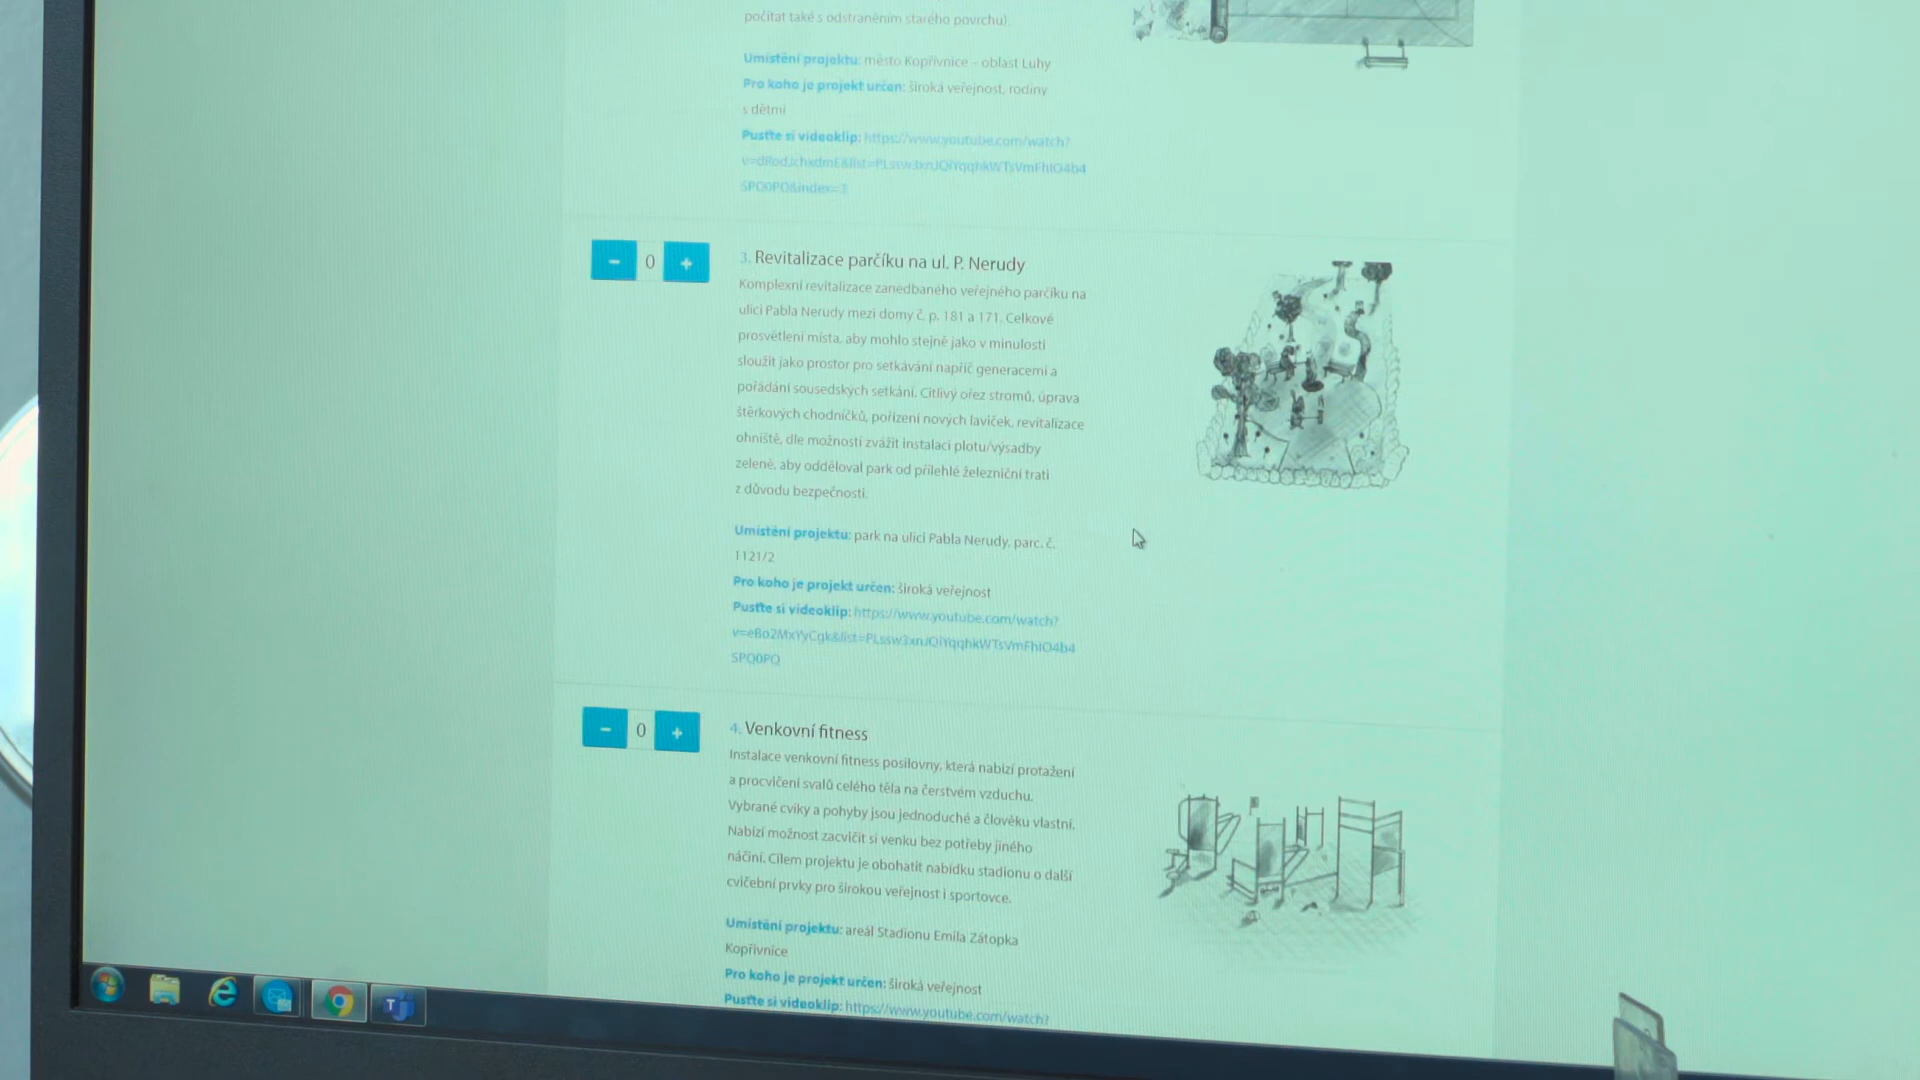 počítat také s odstraněním starého povrchu).
Umístění projektu: město Kopřivnice – oblast Luhy
Pro koho je projekt určen: široká veřejnost, rodiny
s dětmi
Pusťte si videoklip: https://www.youtube.com/watch?
SPQ0PQ&index=3
− 0 +
3. Revitalizace parčíku na ul. P. Nerudy
Komplexní revitalizace zanedbaného veřejného parčíku na
ulici Pabla Nerudy mezi domy č. p. 181 a 171. Celkové
prosvětlení místa, aby mohlo stejně jako v minulosti
sloužit jako prostor pro setkávání napříč generacemi a
pořádání sousedských setkání. Citlivý ořez stromů, úprava
štěrkových chodníčků, pořízení nových laviček, revitalizace
ohniště, dle možností zvážit instalaci plotu/výsadby
zeleně, aby odděloval park od přilehlé železniční trati
z důvodu bezpečnosti.
Umístění projektu: park na ulici Pabla Nerudy, parc. č.
1121/2
Pro koho je projekt určen: široká veřejnost
Pusťte si videoklip: https://www.youtube.com/watch?
SPQ0PQ
− 0 +
4. Venkovní fitness
Instalace venkovní fitness posilovny, která nabízí protažení
a procvičení svalů celého těla na čerstvém vzduchu.
Vybrané cviky a pohyby jsou jednoduché a člověku vlastní.
Nabízí možnost zacvičit si venku bez potřeby jiného
náčiní. Cílem projektu je obohatit nabídku stadionu o další
cvičební prvky pro širokou veřejnost i sportovce.
Umístění projektu: areál Stadionu Emila Zátopka
Kopřivnice
Pro koho je projekt určen: široká veřejnost
Pusťte si videoklip: https://www.youtube.com/watch?